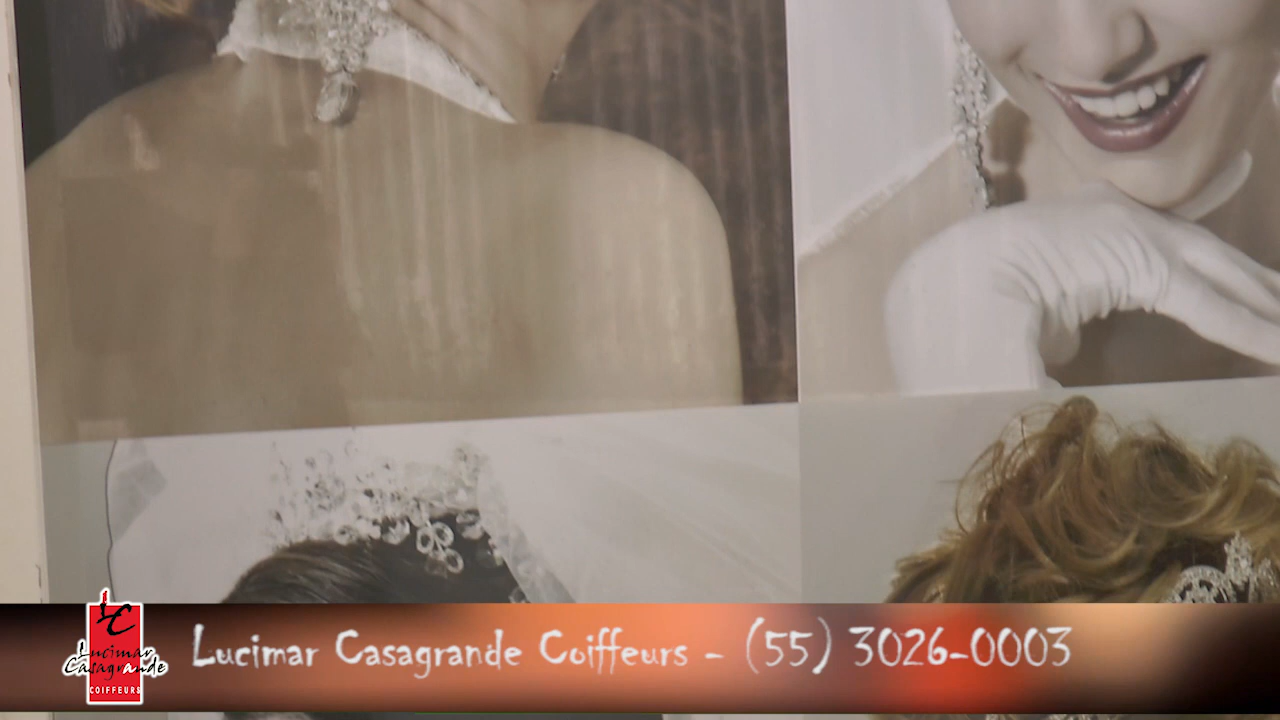 LC
Lucimar
Casagrande
COIFFEURS
Lucimar Casagrande Coiffeurs - (55) 3026-0003